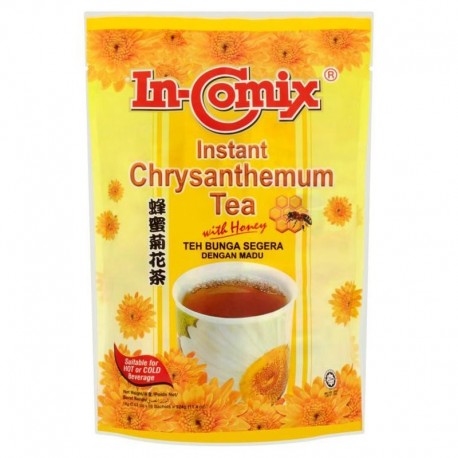 In-Comix®
Instant
Chrysanthemum
Tea
with Honey
蜂蜜菊花茶
TEH BUNGA SEGERA
DENGAN MADU
Suitable for
HOT or COLD
beverage